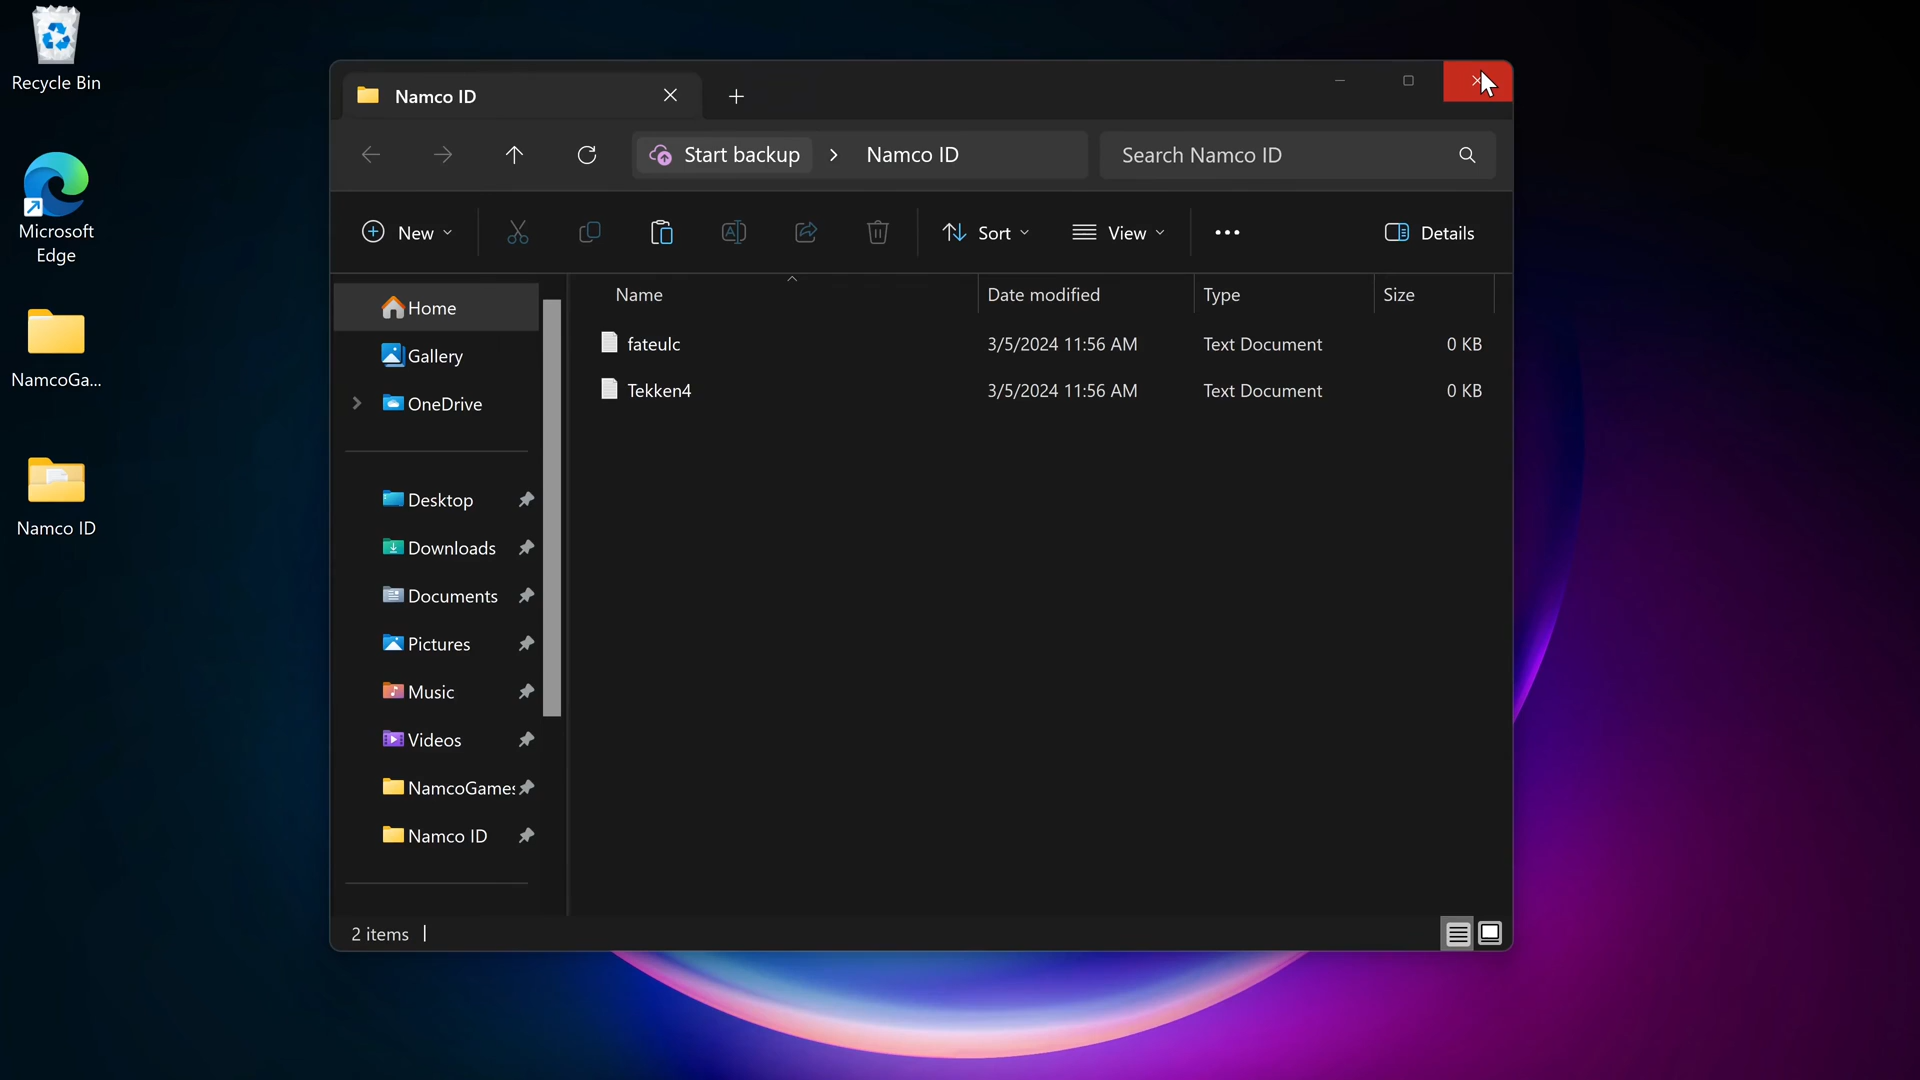 Recycle Bin
Microsoft
Edge
NamcoGa...
Namco ID
Namco ID
Start backup
Namco ID
Search Namco ID
New
Sort
View
Details
Home
Gallery
OneDrive
Desktop
Downloads
Documents
Pictures
Music
Videos
NamcoGames
Namco ID
Name Date modified Type Size
fateulc 3/5/2024 11:56 AM Text Document 0 KB
Tekken4 3/5/2024 11:56 AM Text Document 0 KB
2 items